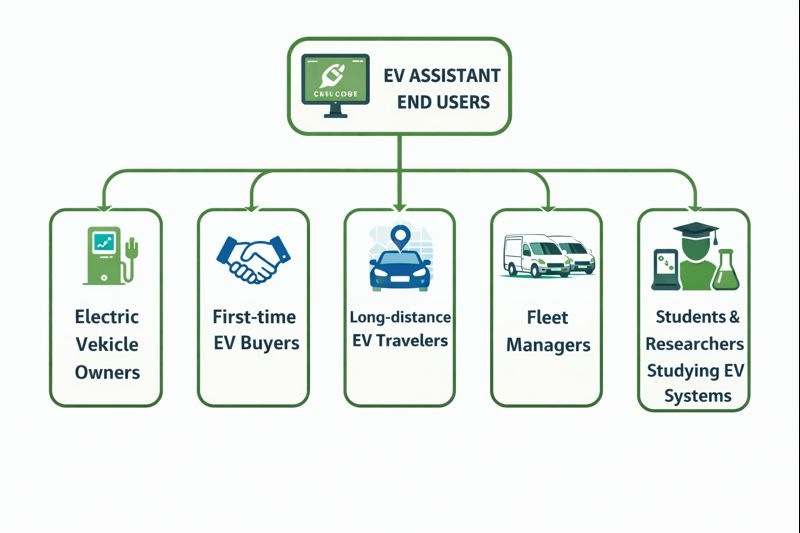 EV ASSISTANT
END USERS
Electric
Vekicle
Owners
First-time
EV Buyers
Long-distance
EV Travelers
Fleet
Managers
Students &
Researchers
Studying EV
Systems